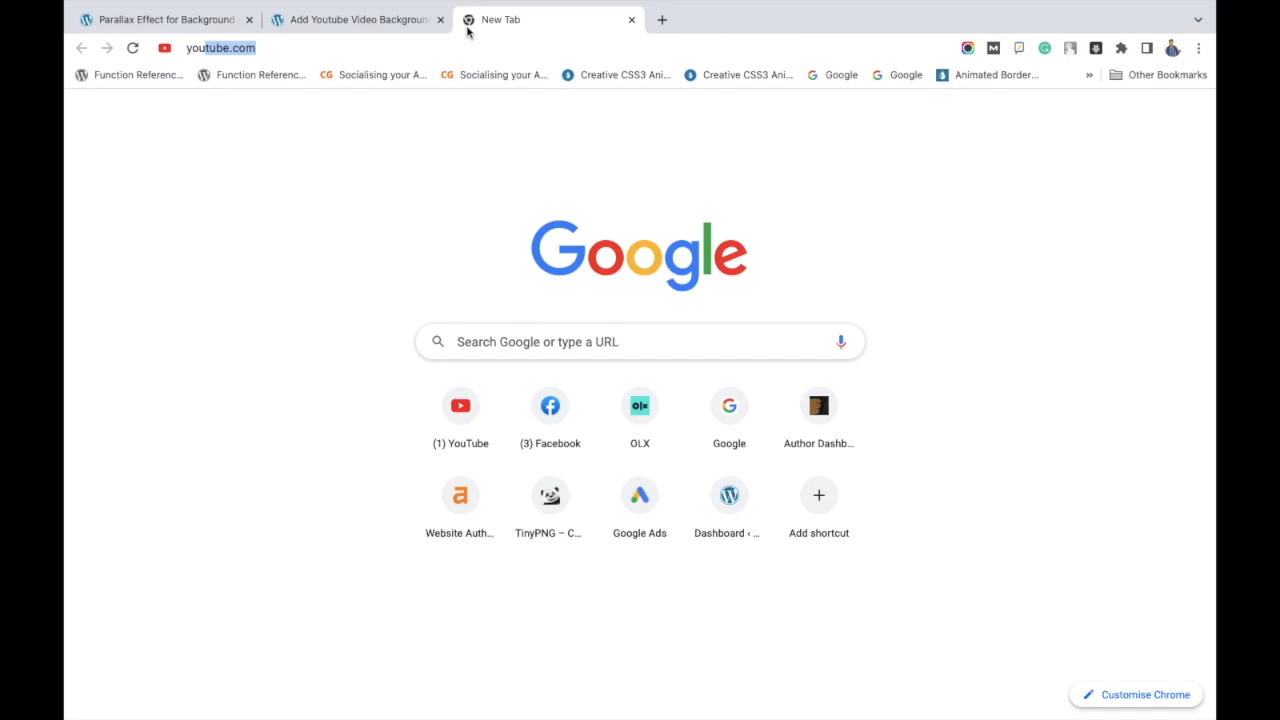 Parallax Effect for Background
Add Youtube Video Backgroun
New Tab
youtube.com
Function Referenc...
Function Referenc...
CG Socialising your A...
CG Socialising your A...
Creative CSS3 Ani...
Creative CSS3 Ani...
Google
Google
Animated Border...
»
Other Bookmarks
Google
Search Google or type a URL
(1) YouTube
(3) Facebook
OLX
Google
Author Dashb...
Website Auth...
TinyPNG – C...
Google Ads
Dashboard ‹ ...
Add shortcut
Customise Chrome